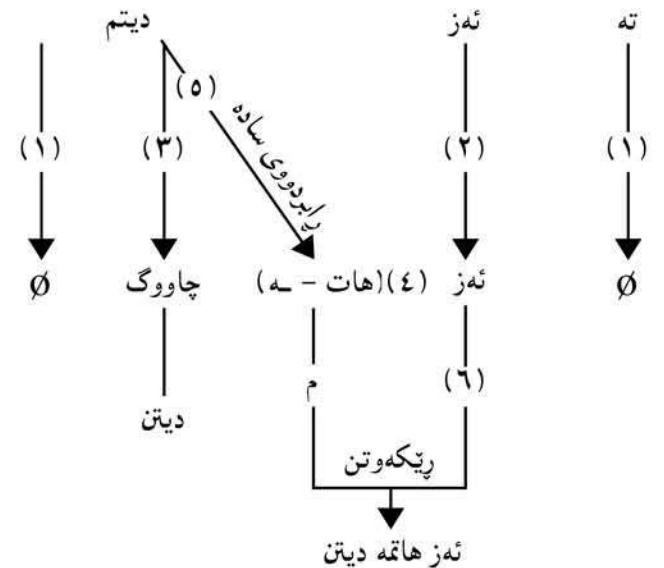 ته ئەز دیتم
(١) (٢) (٣) (٥) (١)
ڕابردووی سادە
Ø ئەز (٤)(هات - ـە) چاووگ Ø
(٦) م دیتن
ڕێکەوتن
ئەز هاتمە دیتن